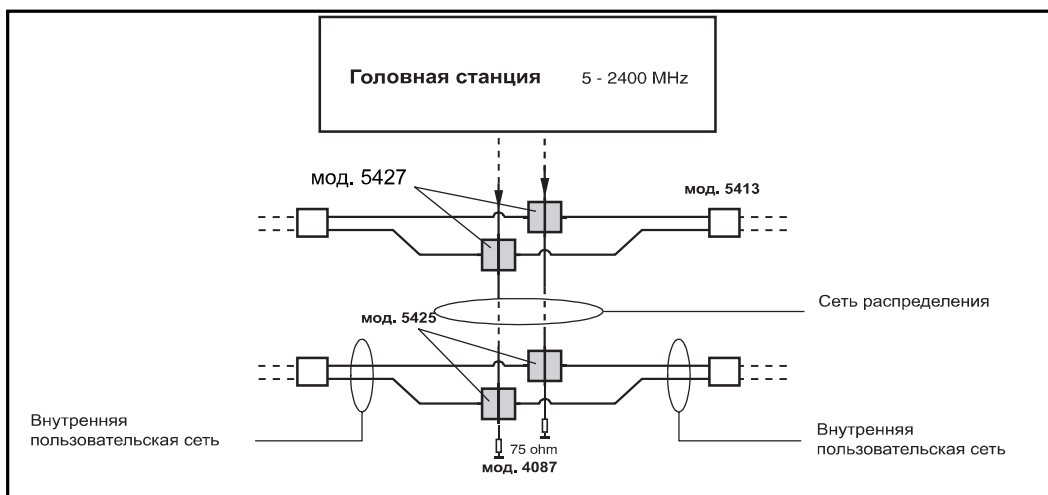 Головная станция 5 - 2400 MHz
мод. 5427
мод. 5413
Сеть распределения
мод. 5425
Внутренняя
пользовательская сеть
75 ohm
мод. 4087
Внутренняя
пользовательская сеть